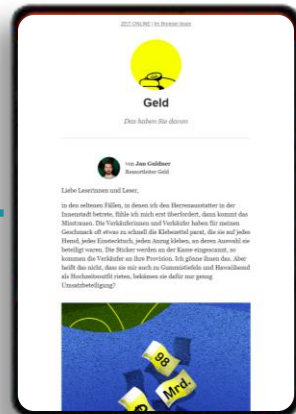 ZEIT ONLINE | Im Browser lesen
Geld
Das haben Sie davon
von Jan Guldner
Ressortleiter Geld
Liebe Leserinnen und Leser,
in den seltenen Fällen, in denen ich den Herrenausstatter in der
Innenstadt betrete, fühle ich mich erst überfordert, dann kommt das
Misstrauen. Die Verkäuferinnen und Verkäufer haben für meinen
Geschmack oft etwas zu schnell die Klebezettel parat, die sie auf jedes
Hemd, jedes Einstecktuch, jeden Anzug kleben, an deren Auswahl sie
beteiligt waren. Die Sticker werden an der Kasse eingescannt, so
kommen die Verkäufer an ihre Provision. Ich gönne ihnen das. Aber
heißt das nicht, dass sie mir auch zu Gummistiefeln und Hawaiihemd
als Hochzeitsoutfit rieten, bekämen sie dafür nur genug
Umsatzbeteiligung?
98
Mrd.